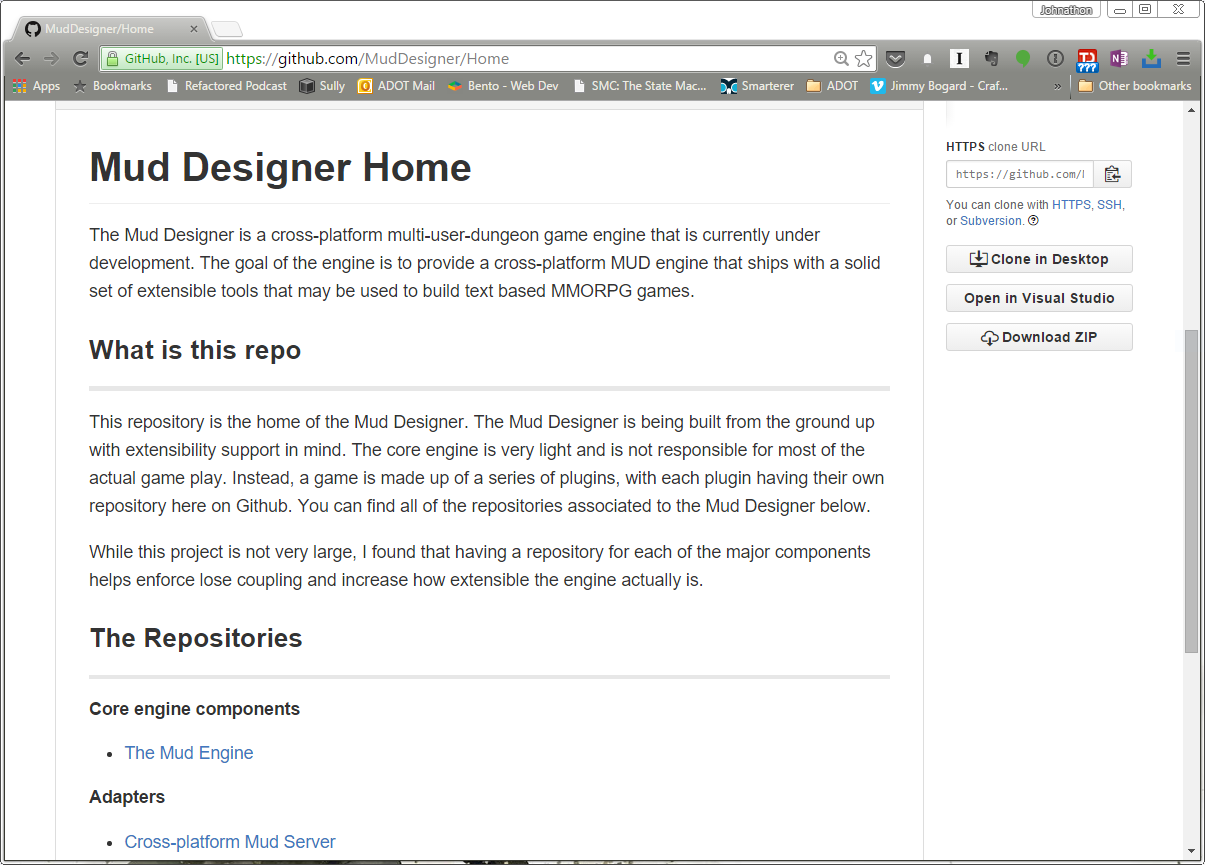 Johnathon
MudDesigner/Home
GitHub, Inc. [US] https://github.com/MudDesigner/Home
Apps Bookmarks Refactored Podcast Sully ADOT Mail Bento - Web Dev SMC: The State Mac... Smarterer ADOT Jimmy Bogard - Craf... » Other bookmarks
Mud Designer Home
The Mud Designer is a cross-platform multi-user-dungeon game engine that is currently under
development. The goal of the engine is to provide a cross-platform MUD engine that ships with a solid
set of extensible tools that may be used to build text based MMORPG games.
What is this repo
This repository is the home of the Mud Designer. The Mud Designer is being built from the ground up
with extensibility support in mind. The core engine is very light and is not responsible for most of the
actual game play. Instead, a game is made up of a series of plugins, with each plugin having their own
repository here on Github. You can find all of the repositories associated to the Mud Designer below.
While this project is not very large, I found that having a repository for each of the major components
helps enforce lose coupling and increase how extensible the engine actually is.
The Repositories
Core engine components
• The Mud Engine
Adapters
• Cross-platform Mud Server
HTTPS clone URL
https://github.com/
You can clone with HTTPS, SSH,
or Subversion.
Clone in Desktop
Open in Visual Studio
Download ZIP